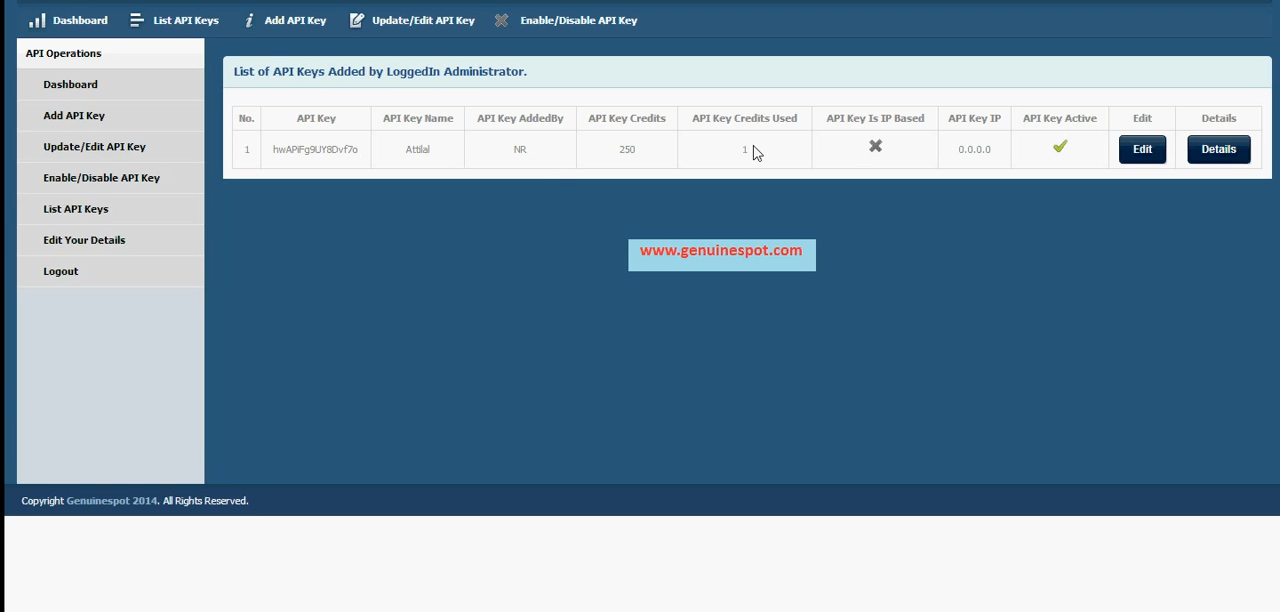 Dashboard List API Keys Add API Key Update/Edit API Key Enable/Disable API Key
API Operations
Dashboard
Add API Key
Update/Edit API Key
Enable/Disable API Key
List API Keys
Edit Your Details
Logout
List of API Keys Added by LoggedIn Administrator.
No. API Key API Key Name API Key AddedBy API Key Credits API Key Credits Used API Key Is IP Based API Key IP API Key Active Edit Details
1 hwAPiFg9UY8Dvf7o Attilal NR 250 1 0.0.0.0 Edit Details
www.genuinespot.com
Copyright Genuinespot 2014. All Rights Reserved.